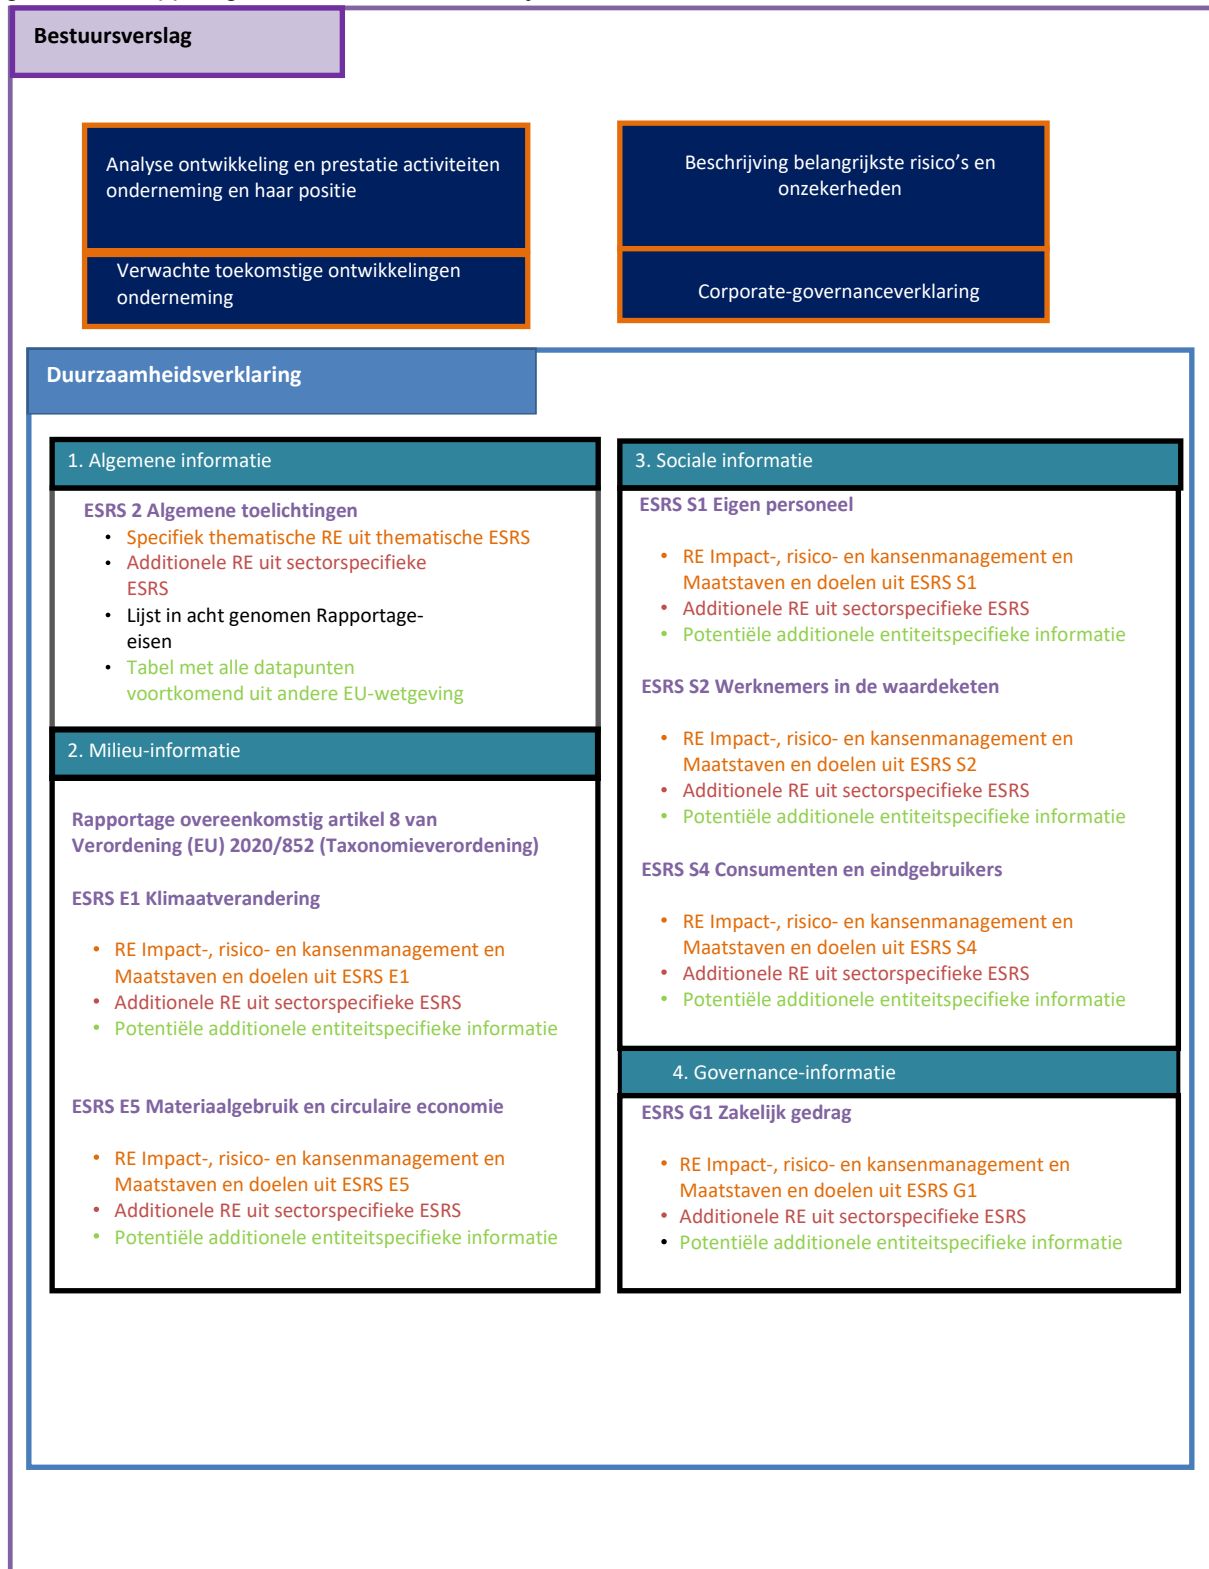 Bestuursverslag
Analyse ontwikkeling en prestatie activiteiten
onderneming en haar positie
Verwachte toekomstige ontwikkelingen
onderneming
Beschrijving belangrijkste risico’s en
onzekerheden
Corporate-governanceverklaring
Duurzaamheidsverklaring
1. Algemene informatie
ESRS 2 Algemene toelichtingen
• Specifiek thematische RE uit thematische ESRS
• Additionele RE uit sectorspecifieke
ESRS
• Lijst in acht genomen Rapportage-
eisen
• Tabel met alle datapunten
voortkomend uit andere EU-wetgeving
2. Milieu-informatie
Rapportage overeenkomstig artikel 8 van
Verordening (EU) 2020/852 (Taxonomieverordening)
ESRS E1 Klimaatverandering
• RE Impact-, risico- en kansenmanagement en
Maatstaven en doelen uit ESRS E1
• Additionele RE uit sectorspecifieke ESRS
• Potentiële additionele entiteitspecifieke informatie
ESRS E5 Materiaalgebruik en circulaire economie
• RE Impact-, risico- en kansenmanagement en
Maatstaven en doelen uit ESRS E5
• Additionele RE uit sectorspecifieke ESRS
• Potentiële additionele entiteitspecifieke informatie
3. Sociale informatie
ESRS S1 Eigen personeel
• RE Impact-, risico- en kansenmanagement en
Maatstaven en doelen uit ESRS S1
• Additionele RE uit sectorspecifieke ESRS
• Potentiële additionele entiteitspecifieke informatie
ESRS S2 Werknemers in de waardeketen
• RE Impact-, risico- en kansenmanagement en
Maatstaven en doelen uit ESRS S2
• Additionele RE uit sectorspecifieke ESRS
• Potentiële additionele entiteitspecifieke informatie
ESRS S4 Consumenten en eindgebruikers
• RE Impact-, risico- en kansenmanagement en
Maatstaven en doelen uit ESRS S4
• Additionele RE uit sectorspecifieke ESRS
• Potentiële additionele entiteitspecifieke informatie
4. Governance-informatie
ESRS G1 Zakelijk gedrag
• RE Impact-, risico- en kansenmanagement en
Maatstaven en doelen uit ESRS G1
• Additionele RE uit sectorspecifieke ESRS
• Potentiële additionele entiteitspecifieke informatie